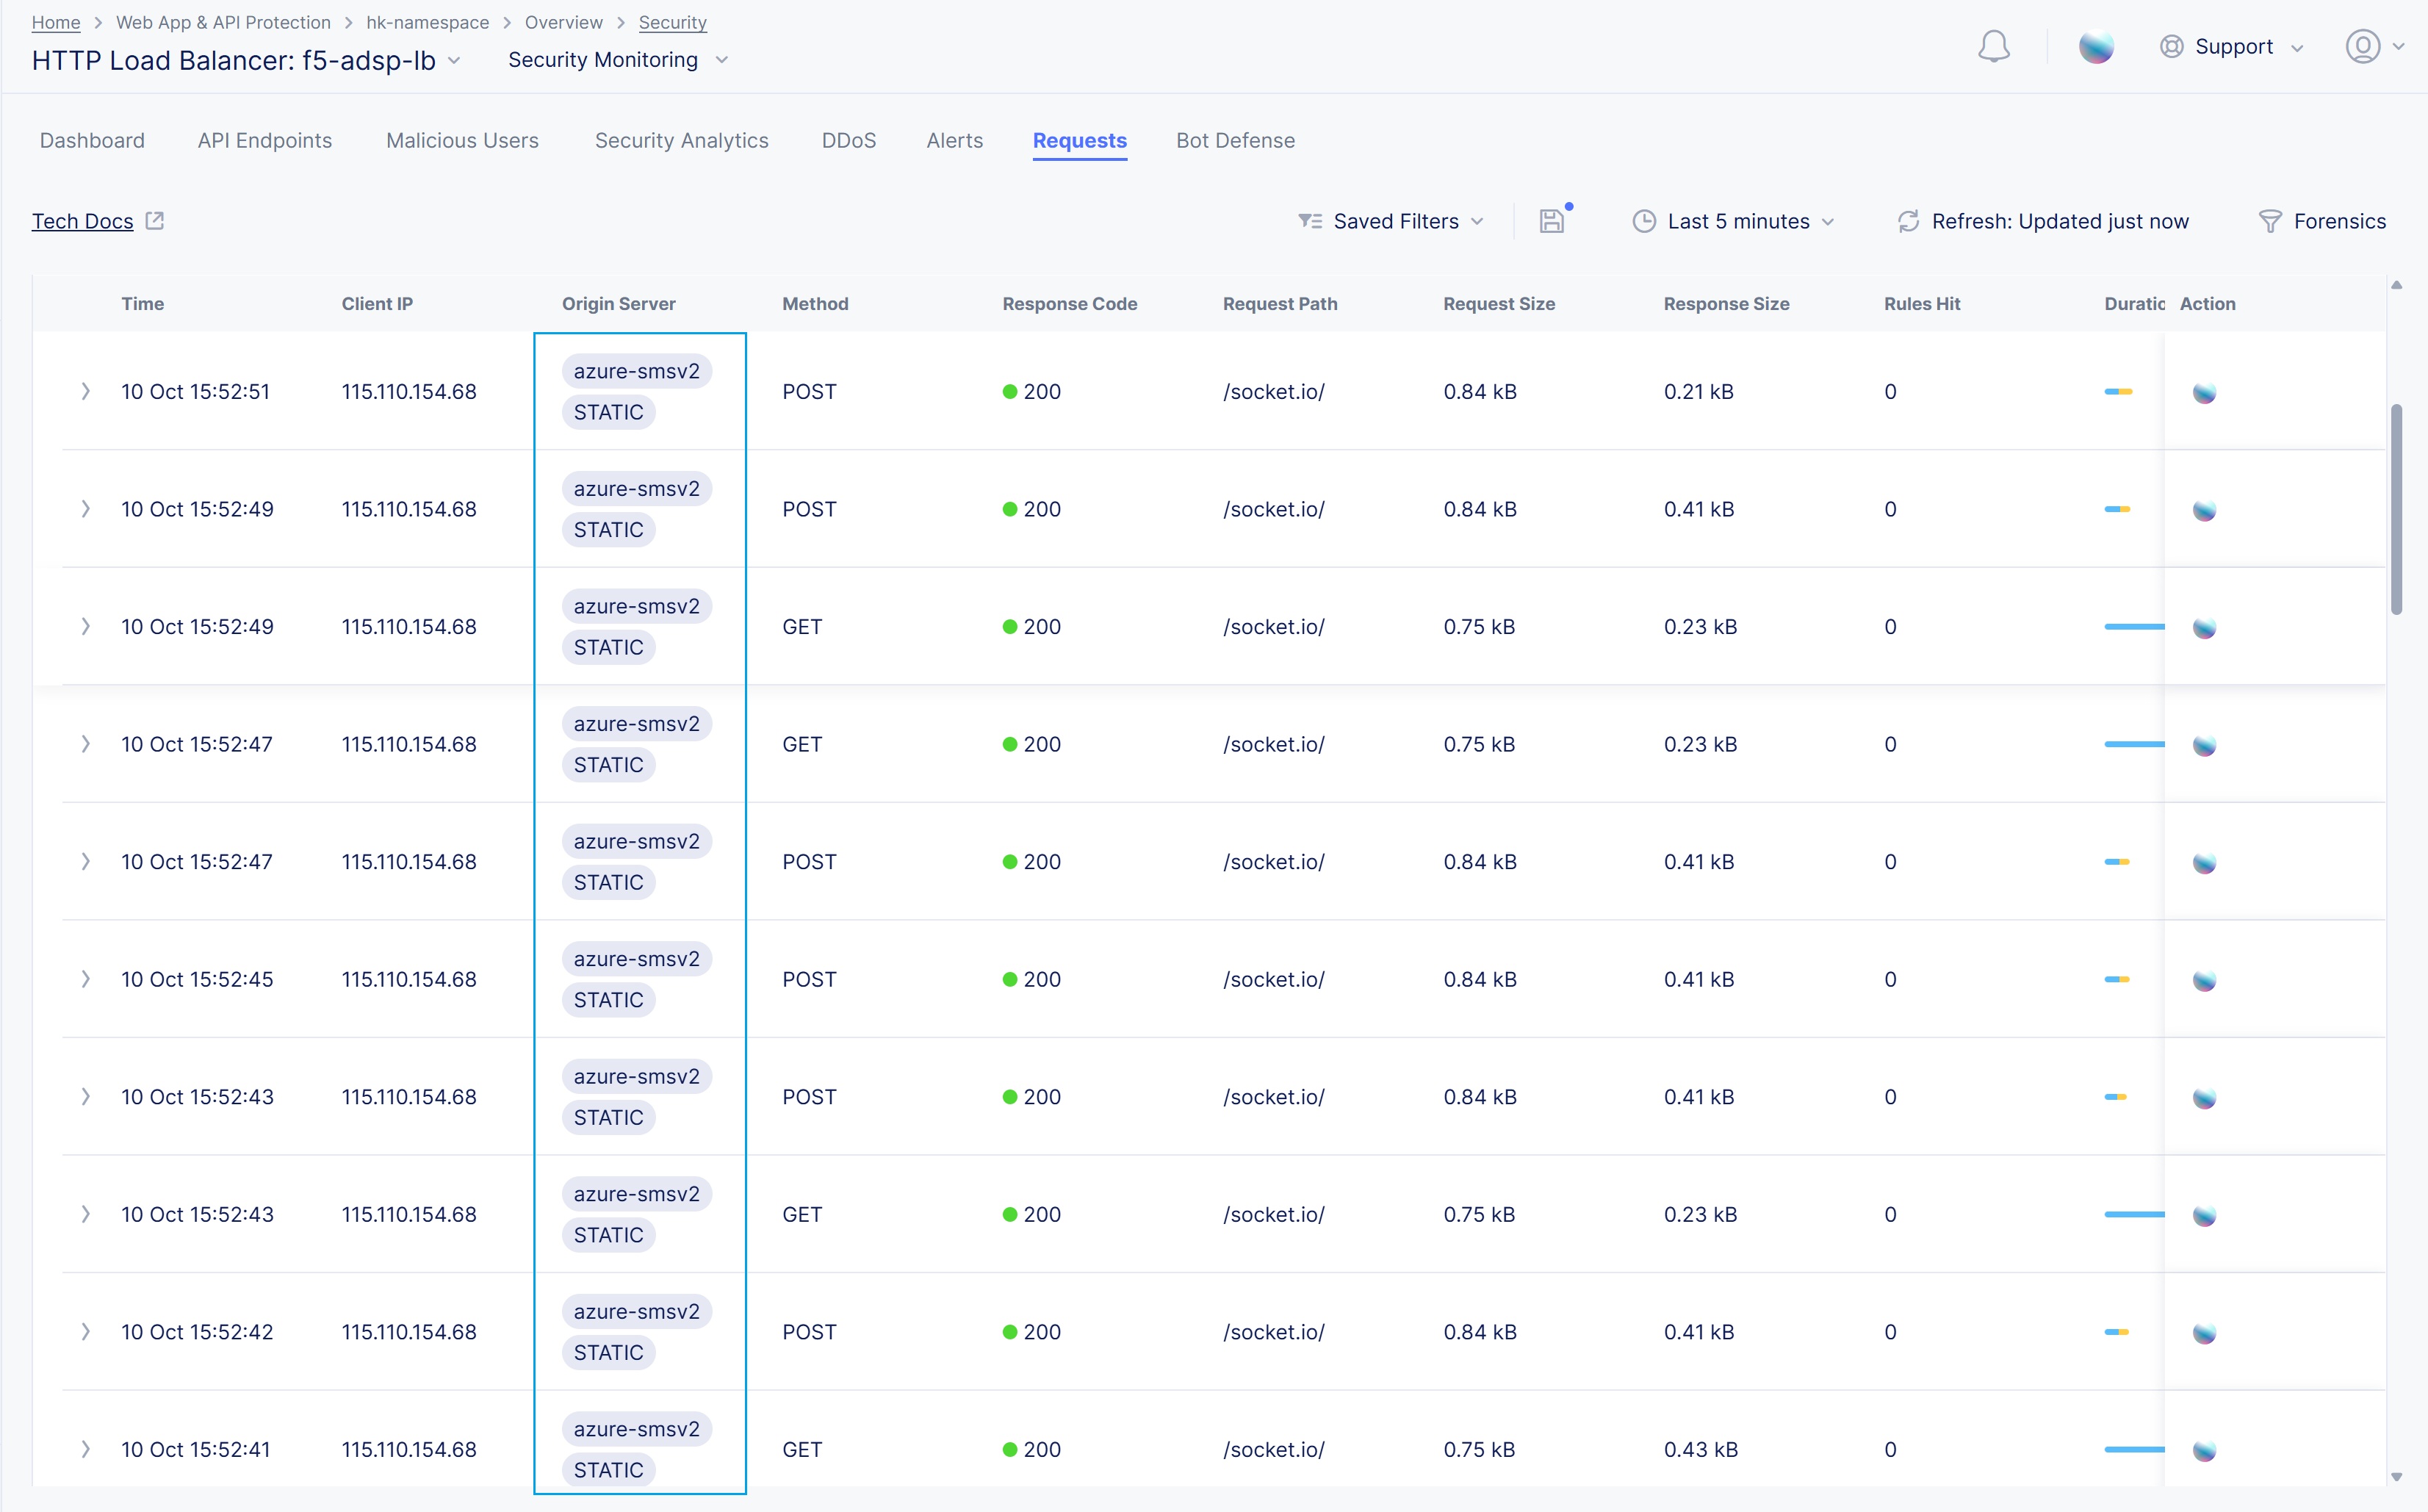 Home > Web App & API Protection > hk-namespace > Overview > Security
HTTP Load Balancer: f5-adsp-lb Security Monitoring Support
Dashboard API Endpoints Malicious Users Security Analytics DDoS Alerts Requests Bot Defense
Tech Docs Saved Filters Last 5 minutes Refresh: Updated just now Forensics
Time Client IP Origin Server Method Response Code Request Path Request Size Response Size Rules Hit Duratic Action
azure-smsv2
10 Oct 15:52:51 115.110.154.68 POST 200 /socket.io/ 0.84 kB 0.21 kB 0
STATIC
azure-smsv2
10 Oct 15:52:49 115.110.154.68 POST 200 /socket.io/ 0.84 kB 0.41 kB 0
STATIC
azure-smsv2
10 Oct 15:52:49 115.110.154.68 GET 200 /socket.io/ 0.75 kB 0.23 kB 0
STATIC
azure-smsv2
10 Oct 15:52:47 115.110.154.68 GET 200 /socket.io/ 0.75 kB 0.23 kB 0
STATIC
azure-smsv2
10 Oct 15:52:47 115.110.154.68 POST 200 /socket.io/ 0.84 kB 0.41 kB 0
STATIC
azure-smsv2
10 Oct 15:52:45 115.110.154.68 POST 200 /socket.io/ 0.84 kB 0.41 kB 0
STATIC
azure-smsv2
10 Oct 15:52:43 115.110.154.68 POST 200 /socket.io/ 0.84 kB 0.41 kB 0
STATIC
azure-smsv2
10 Oct 15:52:43 115.110.154.68 GET 200 /socket.io/ 0.75 kB 0.23 kB 0
STATIC
azure-smsv2
10 Oct 15:52:42 115.110.154.68 POST 200 /socket.io/ 0.84 kB 0.41 kB 0
STATIC
azure-smsv2
10 Oct 15:52:41 115.110.154.68 GET 200 /socket.io/ 0.75 kB 0.43 kB 0
STATIC